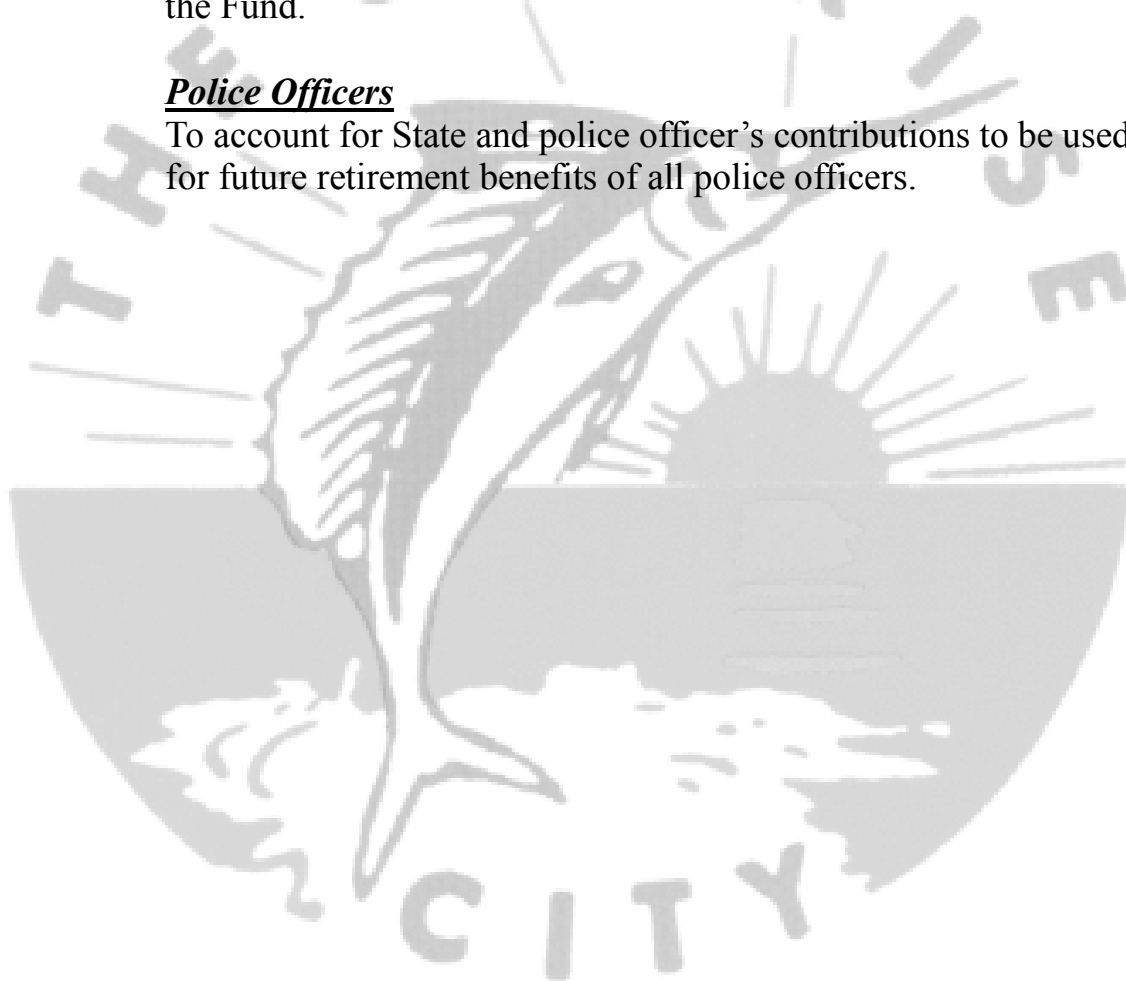 the Fund.
Police Officers
To account for State and police officer’s contributions to be used
for future retirement benefits of all police officers.
THE
CITY